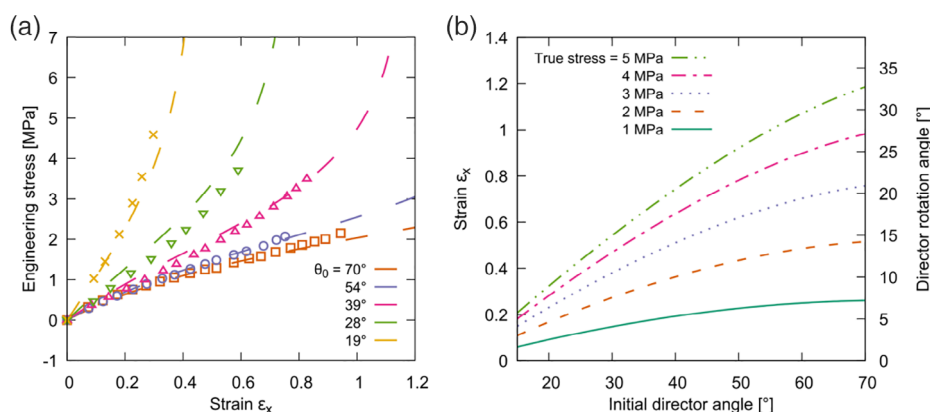 (a)
7
6
5
4
3
2
1
0
-1
Engineering stress [MPa]
θ0 = 70°
54°
39°
28°
19°
0 0.2 0.4 0.6 0.8 1.0 1.2
Strain εx
(b)
1.4
1.2
1.0
0.8
0.6
0.4
0.2
0
Strain εx
True stress = 5 MPa
4 MPa
3 MPa
2 MPa
1 MPa
35
30
25
20
15
10
5
0
Director rotation angle [°]
20 30 40 50 60 70
Initial director angle [°]